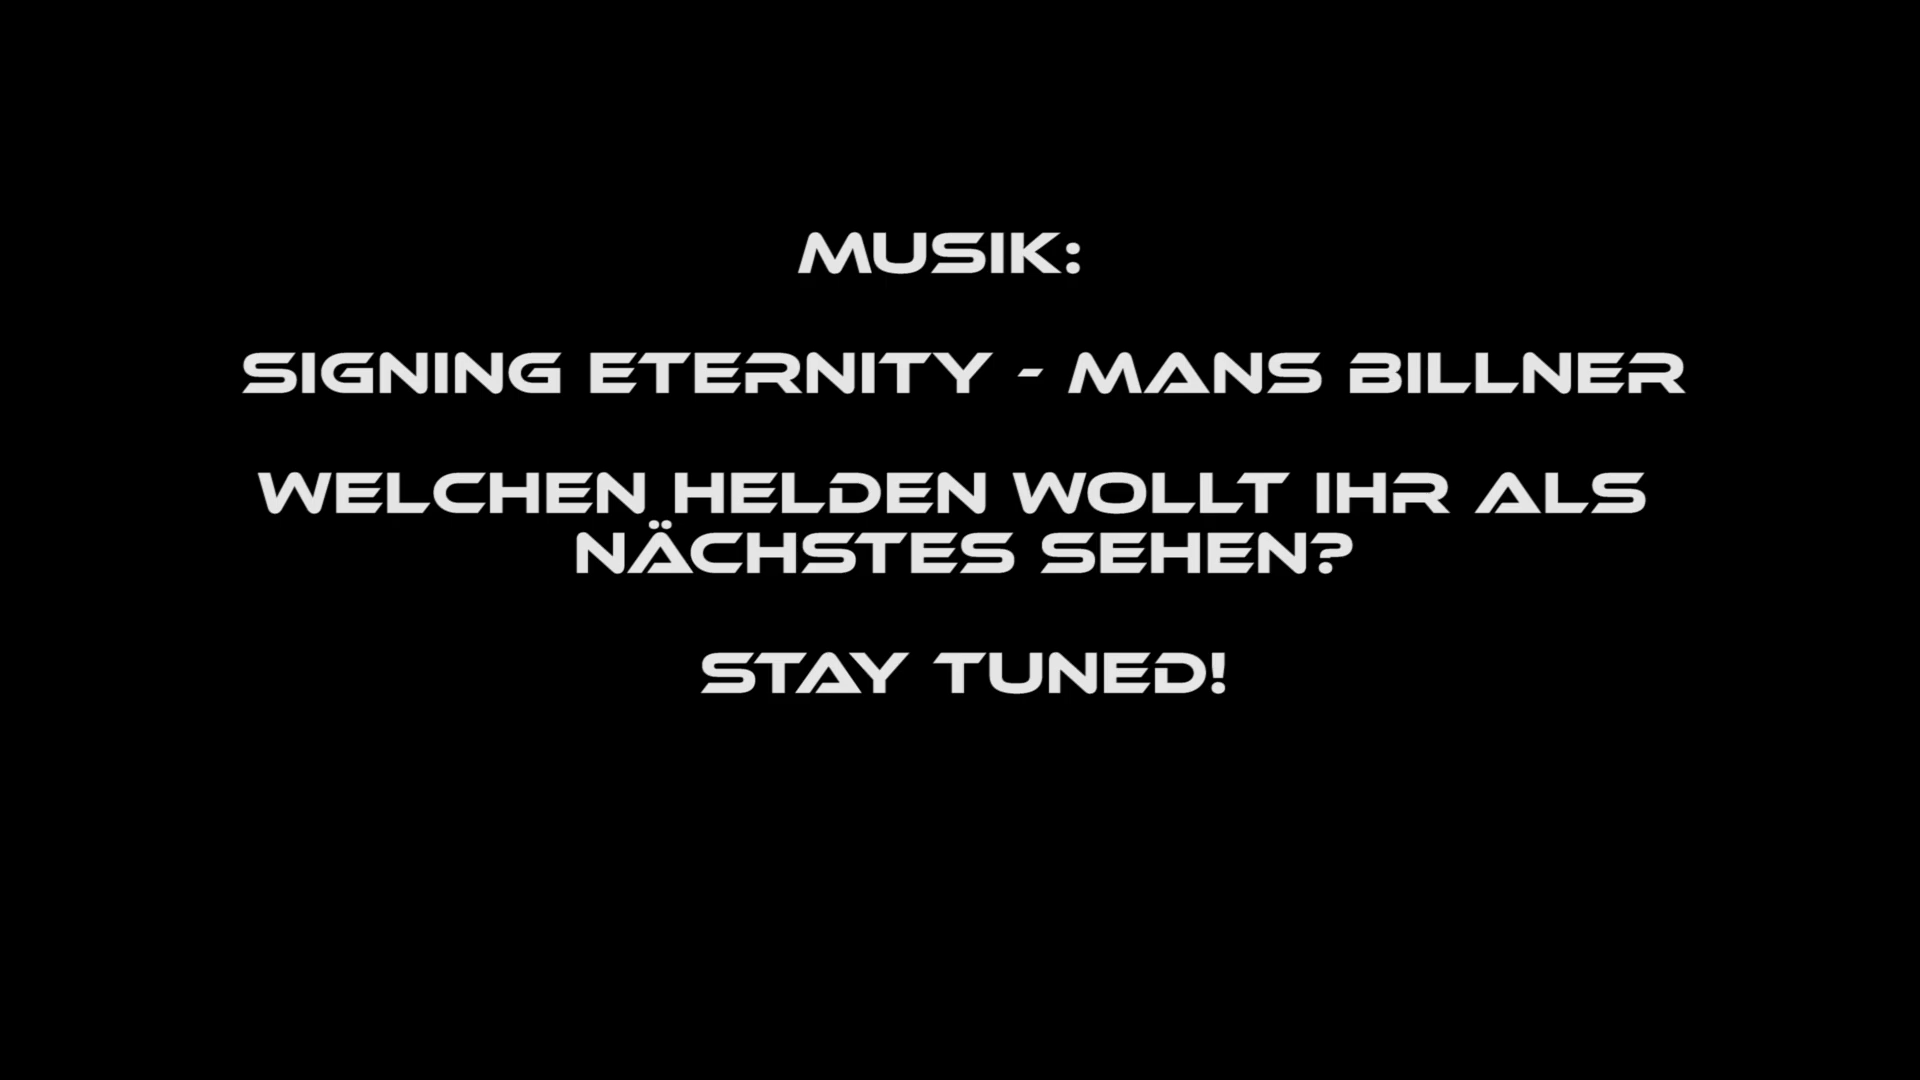 MUSIK:
SIGNING ETERNITY - MANS BILLNER
WELCHEN HELDEN WOLLT IHR ALS
NÄCHSTES SEHEN?
STAY TUNED!